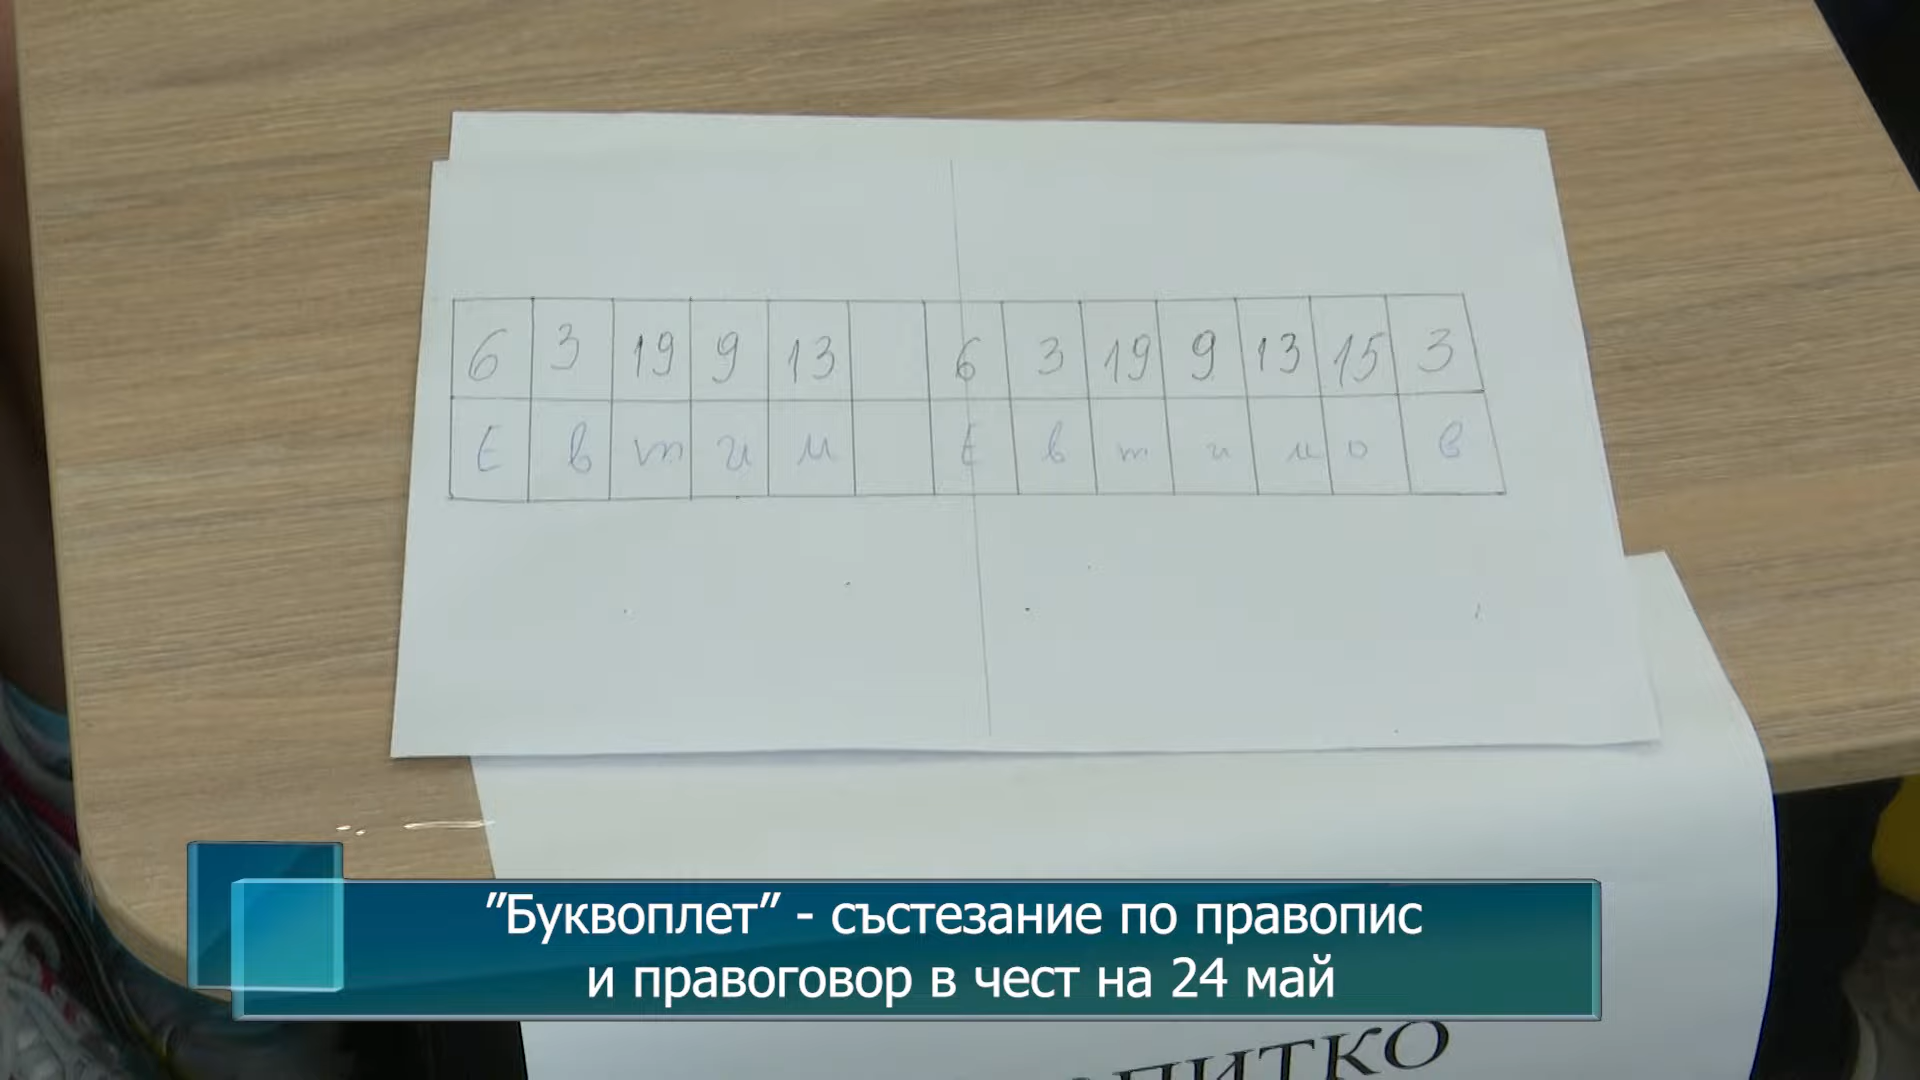 6 3 19 9 13 6 3 19 9 13 15 3
Е в т и м Е в т и м о в
”Буквоплет” - състезание по правопис
и правоговор в чест на 24 май
ПИТКО